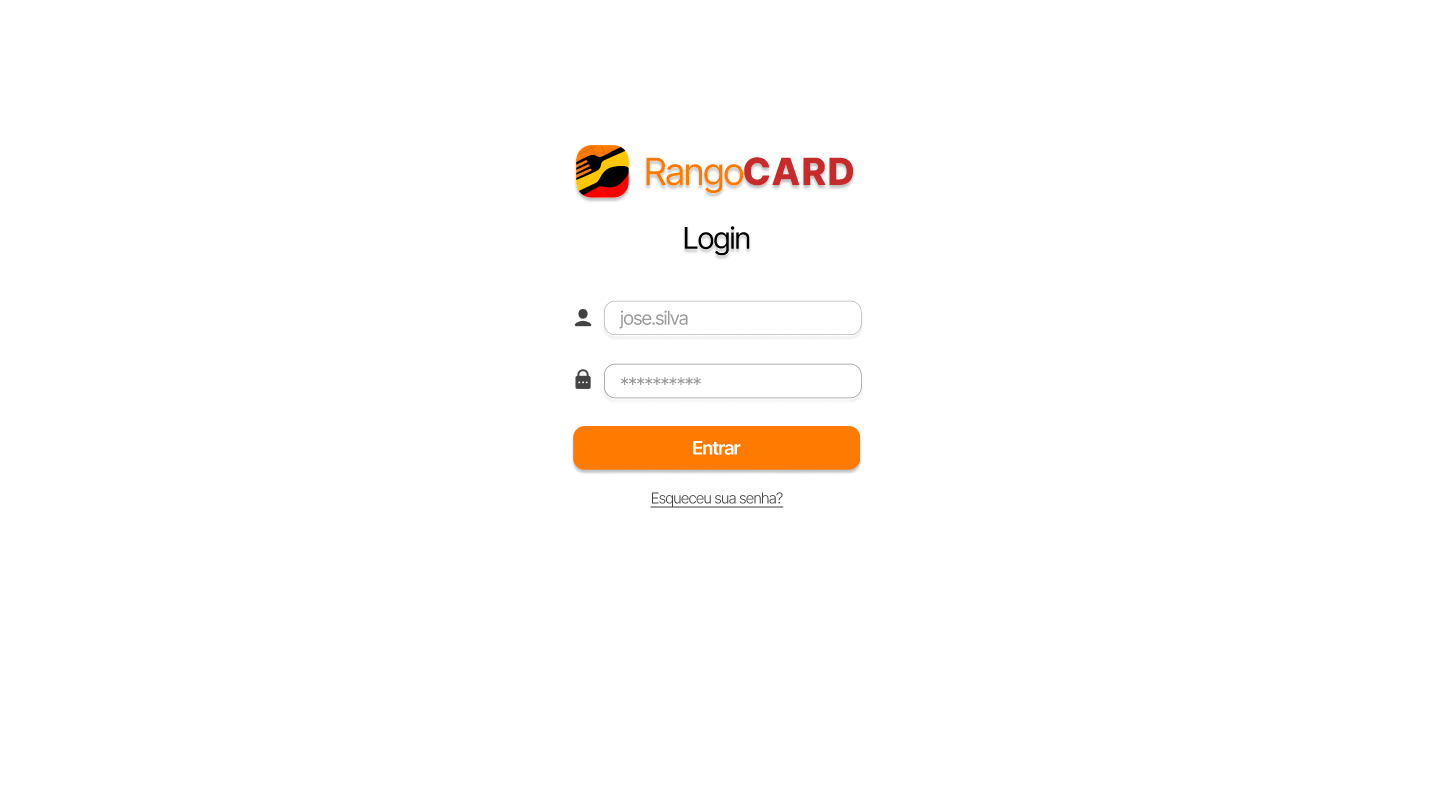 RangoCARD
Login
jose.silva
**********
Entrar
Esqueceu sua senha?